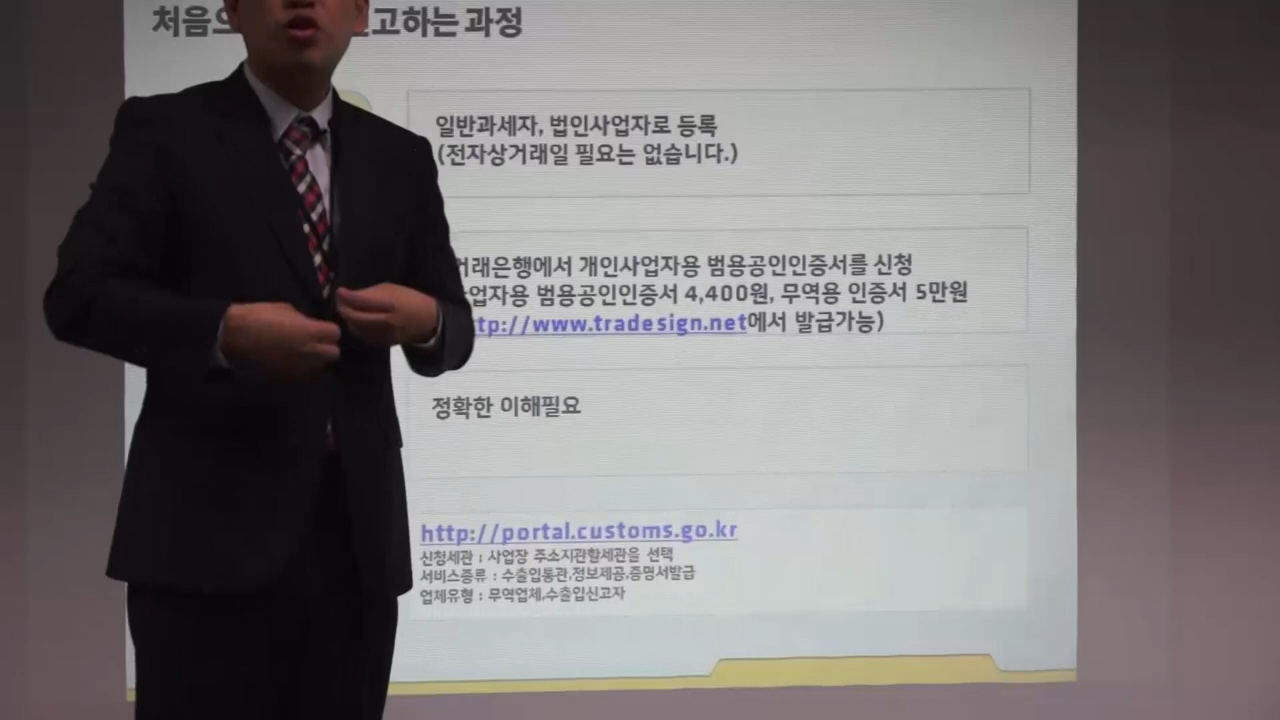 처음으 고하는 과정
일반과세자, 법인사업자로 등록
(전자상거래일 필요는 없습니다.)
거래은행에서 개인사업자용 범용공인인증서를 신청
사업자용 범용공인인증서 4,400원, 무역용 인증서 5만원
tp://www.tradesign.net에서 발급가능)
정확한 이해필요
http://portal.customs.go.kr
신청세관 : 사업장 주소지관할세관을 선택
서비스종류 : 수출입통관,정보제공,증명서발급
업체유형 : 무역업체,수출입신고자